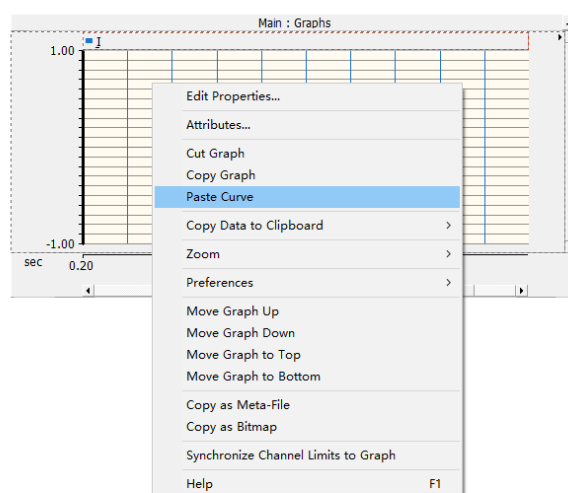 Main : Graphs
I
1.00
-1.00
sec
0.20
Edit Properties...
Attributes...
Cut Graph
Copy Graph
Paste Curve
Copy Data to Clipboard
Zoom
Preferences
Move Graph Up
Move Graph Down
Move Graph to Top
Move Graph to Bottom
Copy as Meta-File
Copy as Bitmap
Synchronize Channel Limits to Graph
Help F1